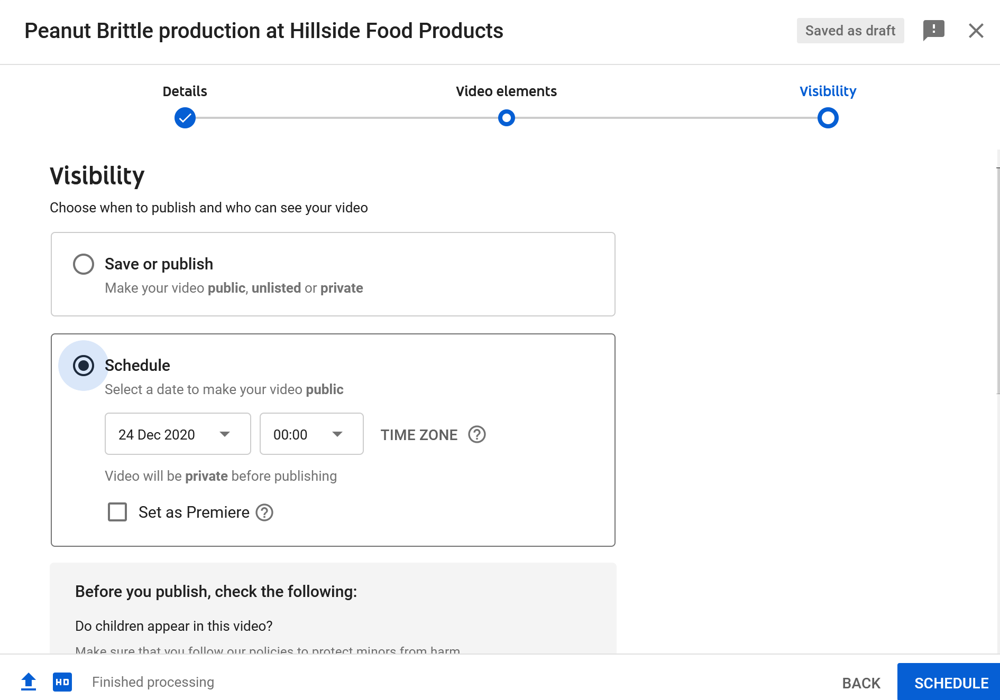 Peanut Brittle production at Hillside Food Products
Saved as draft
Details
Video elements
Visibility
Visibility
Choose when to publish and who can see your video
Save or publish
Make your video public, unlisted or private
Schedule
Select a date to make your video public
24 Dec 2020
00:00
TIME ZONE
Video will be private before publishing
Set as Premiere
Before you publish, check the following:
Do children appear in this video?
Make sure that you follow our policies to protect minors from harm
HD
Finished processing
BACK
SCHEDULE